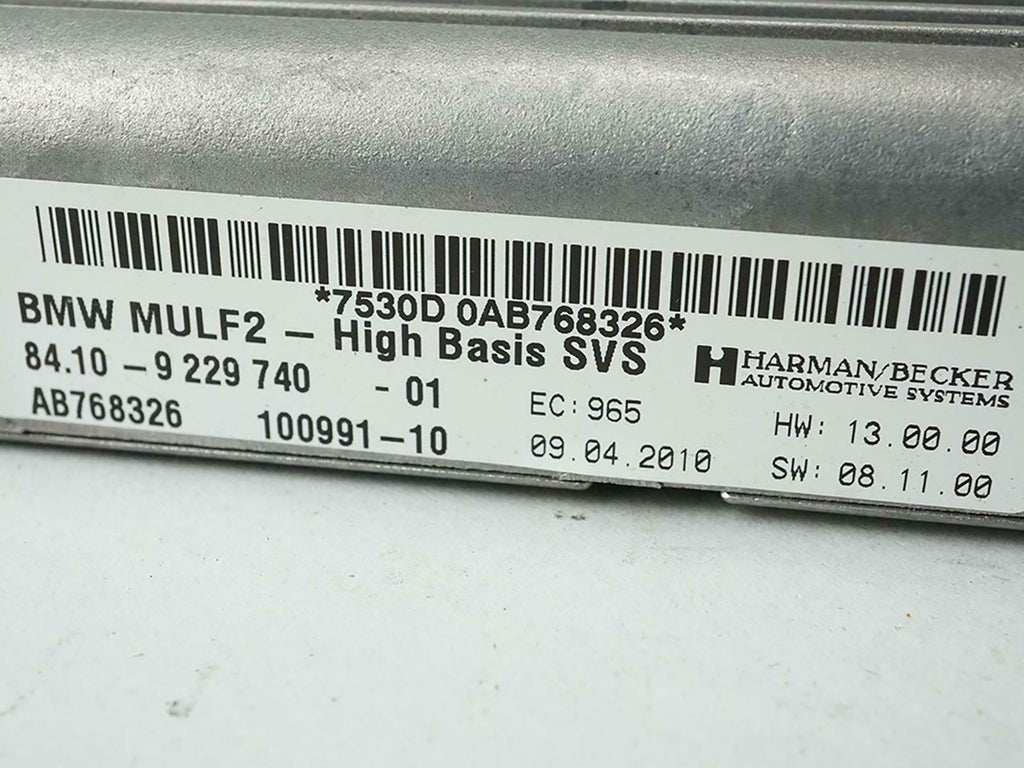 *7530D 0AB768326*
BMW MULF2 – High Basis SVS
84.10 – 9 229 740 - 01
AB768326 100991–10
EC: 965
09.04.2010
HARMAN/BECKER
AUTOMOTIVE SYSTEMS
HW: 13.00.00
SW: 08.11.00